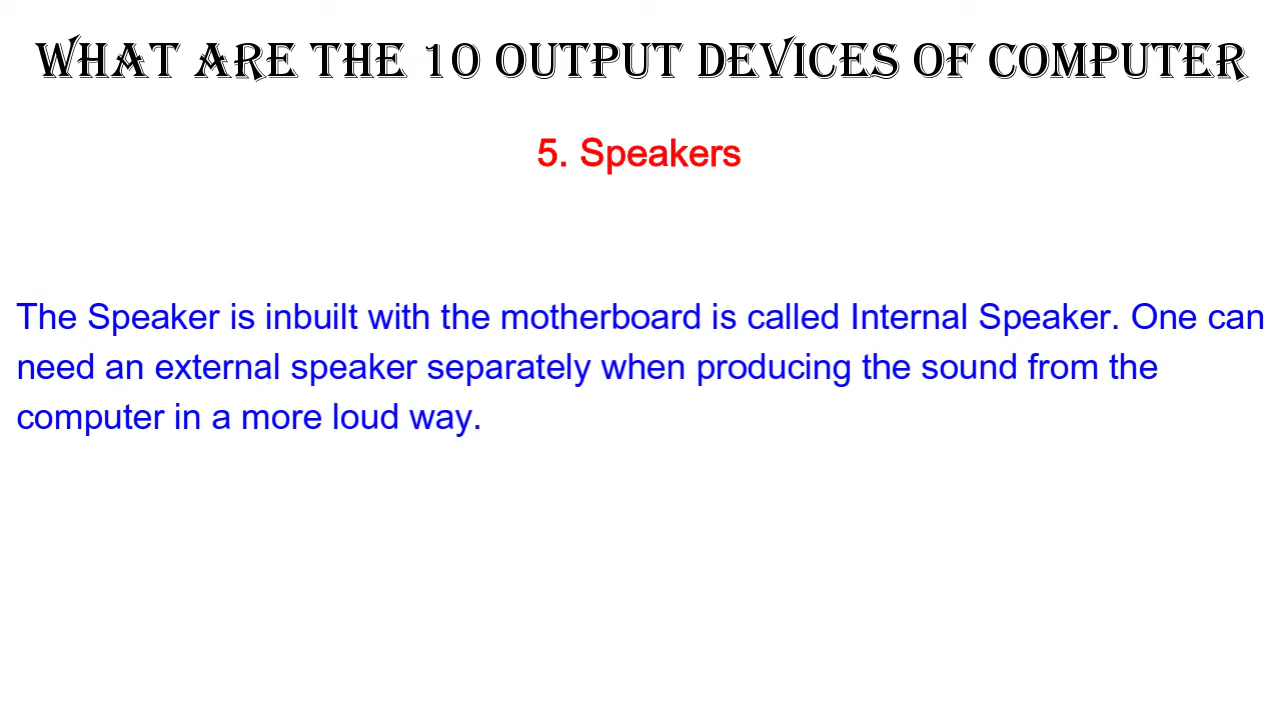 WHAT ARE THE 10 OUTPUT DEVICES OF COMPUTER
5. Speakers
The Speaker is inbuilt with the motherboard is called Internal Speaker. One can
need an external speaker separately when producing the sound from the
computer in a more loud way.